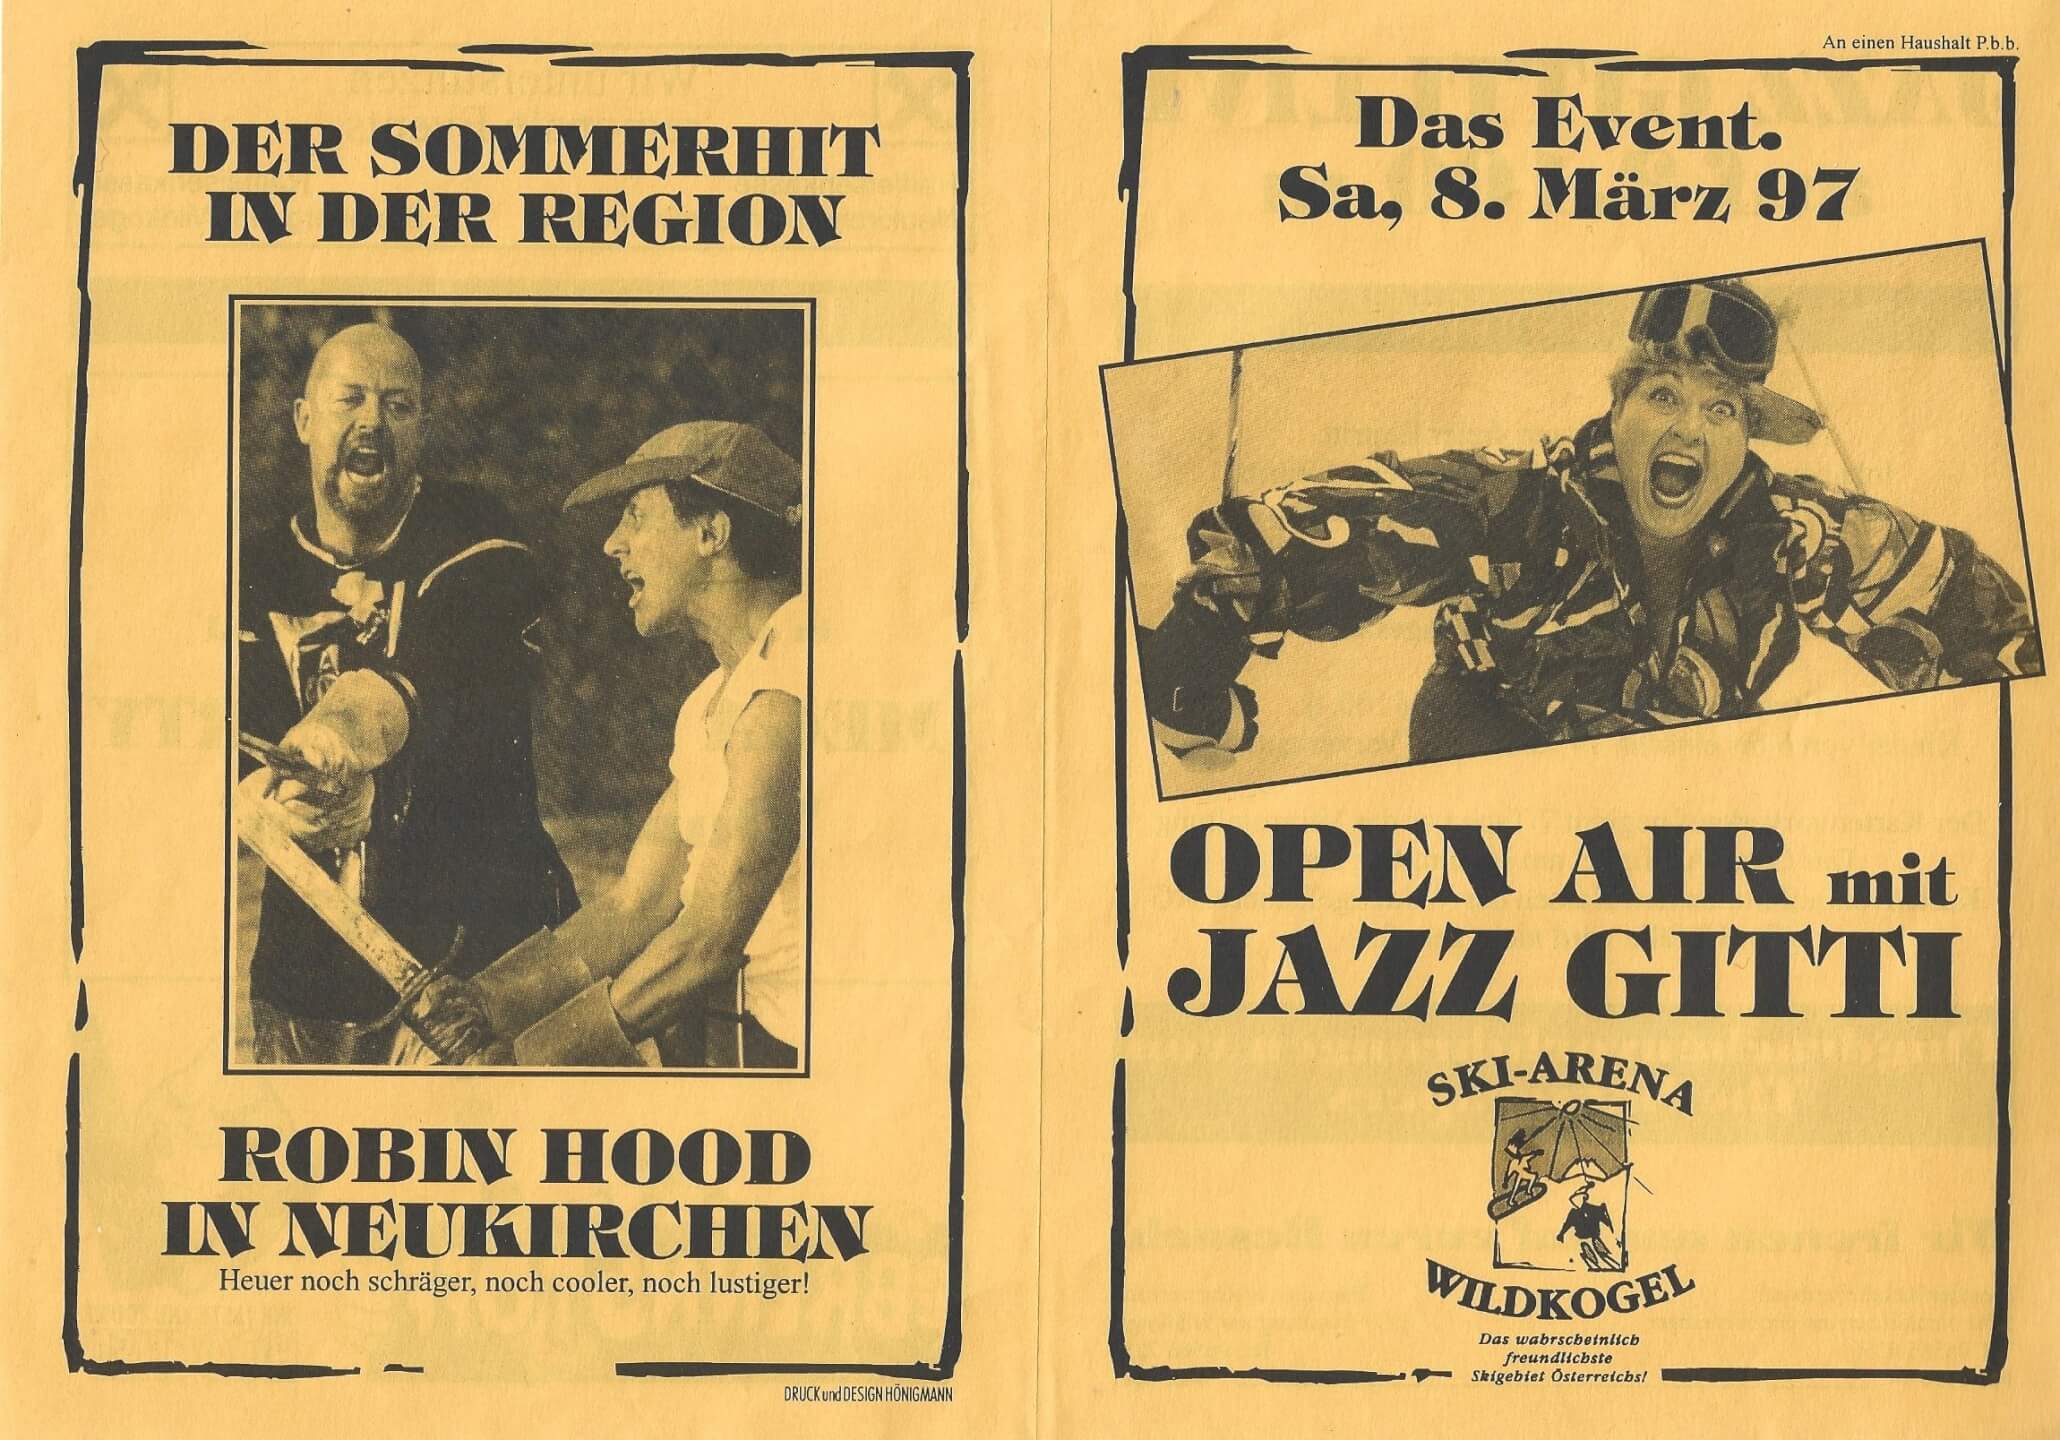 DER SOMMERHIT
IN DER REGION
ROBIN HOOD
IN NEUKIRCHEN
Heuer noch schräger, noch cooler, noch lustiger!
DRUCK und DESIGN HÖNIGMANN
An einen Haushalt P.b.b.
Das Event.
Sa, 8. März 97
OPEN AIR mit
JAZZ GITTI
SKI-ARENA
WILDKOGEL
Das wahrscheinlich
freundlichste
Skigebiet Österreichs!